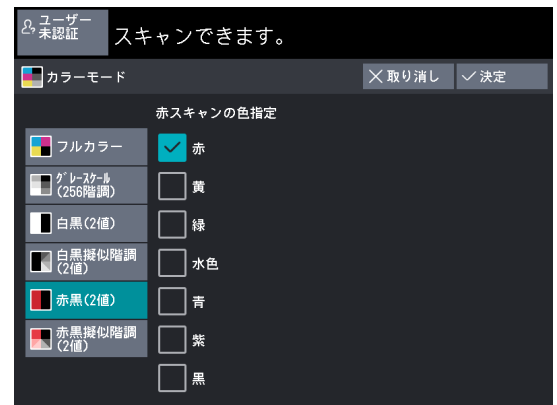 ユーザー
未認証
スキャンできます。
カラーモード
取り消し
決定
赤スキャンの色指定
フルカラー
グレースケール
(256階調)
白黒(2値)
白黒擬似階調
(2値)
赤黒(2値)
赤黒擬似階調
(2値)
赤
黄
緑
水色
青
紫
黒